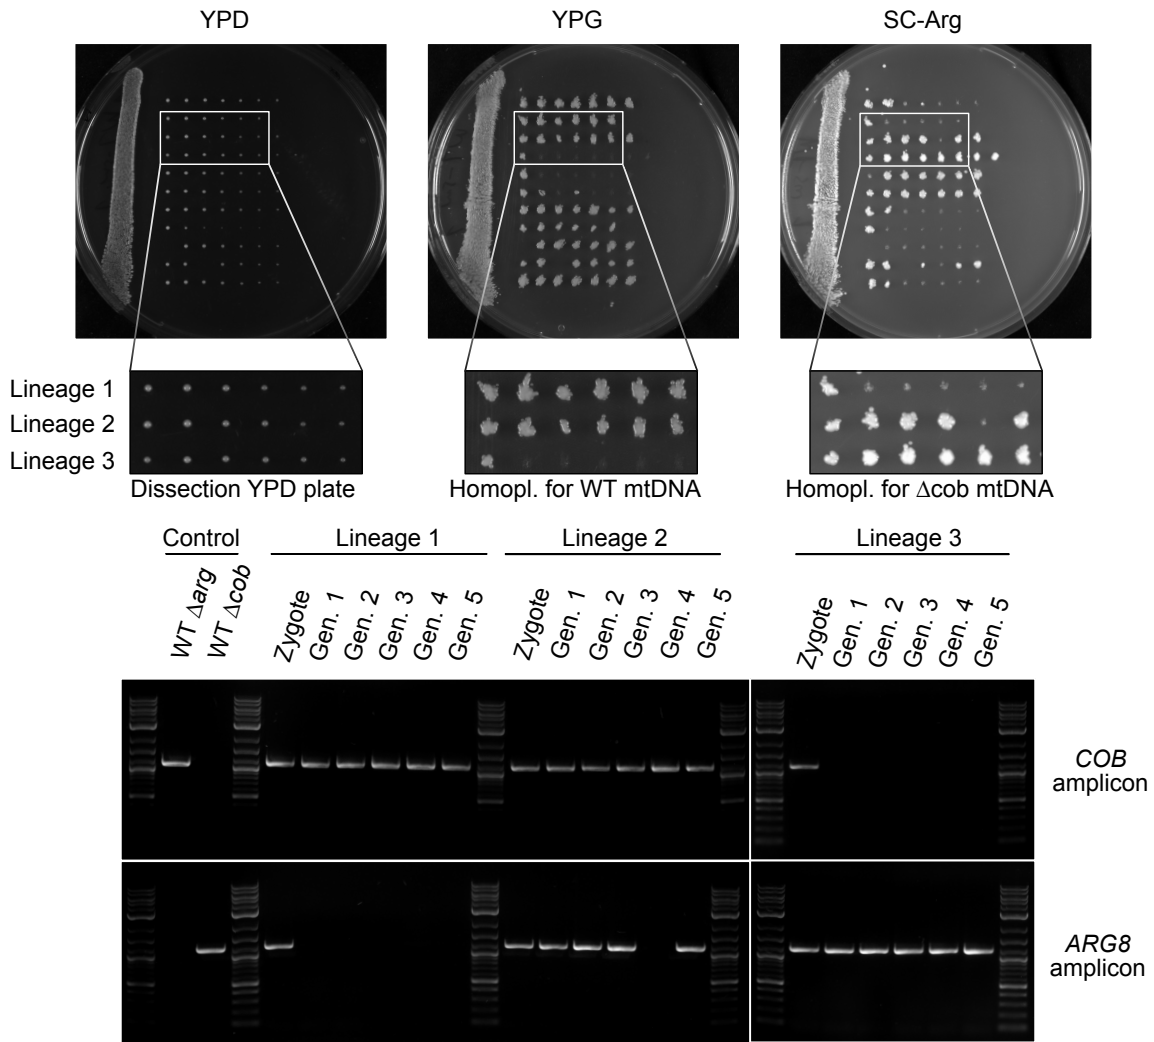 YPD
YPG
SC-Arg
Lineage 1
Lineage 2
Lineage 3
Dissection YPD plate
Homopl. for WT mtDNA
Homopl. for Δcob mtDNA
Control
Lineage 1
Lineage 2
Lineage 3
WT Δarg
WT Δcob
Zygote
Gen. 1
Gen. 2
Gen. 3
Gen. 4
Gen. 5
Zygote
Gen. 1
Gen. 2
Gen. 3
Gen. 4
Gen. 5
Zygote
Gen. 1
Gen. 2
Gen. 3
Gen. 4
Gen. 5
COB
amplicon
ARG8
amplicon